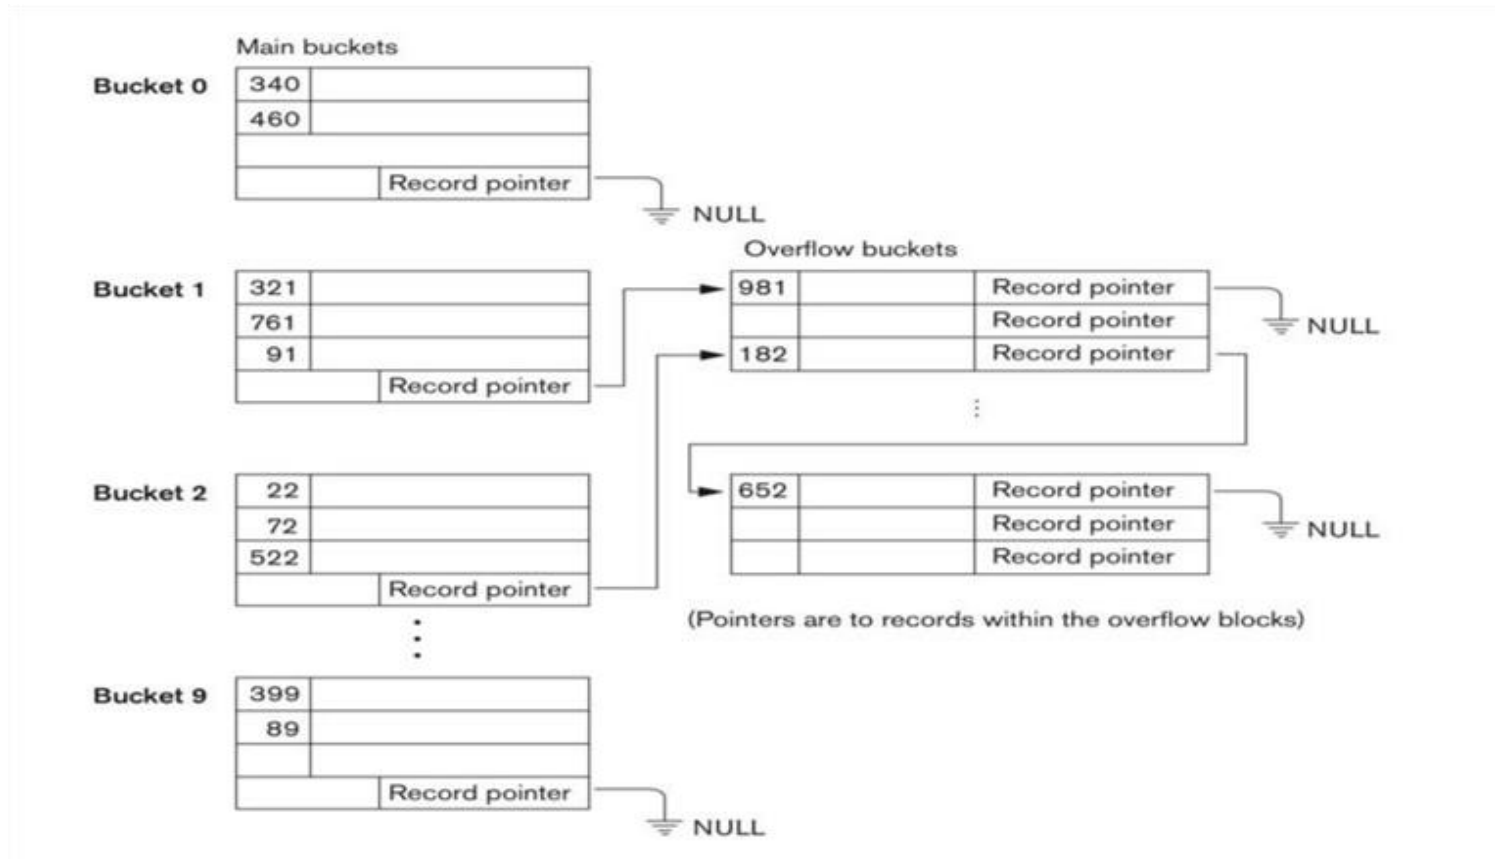 Main buckets
Bucket 0
340
460
Record pointer
NULL
Overflow buckets
Bucket 1
321
761
91
Record pointer
981 Record pointer
NULL
Record pointer
182 Record pointer
Bucket 2
22
72
522
Record pointer
652 Record pointer
NULL
Record pointer
Record pointer
(Pointers are to records within the overflow blocks)
Bucket 9
399
89
Record pointer
NULL